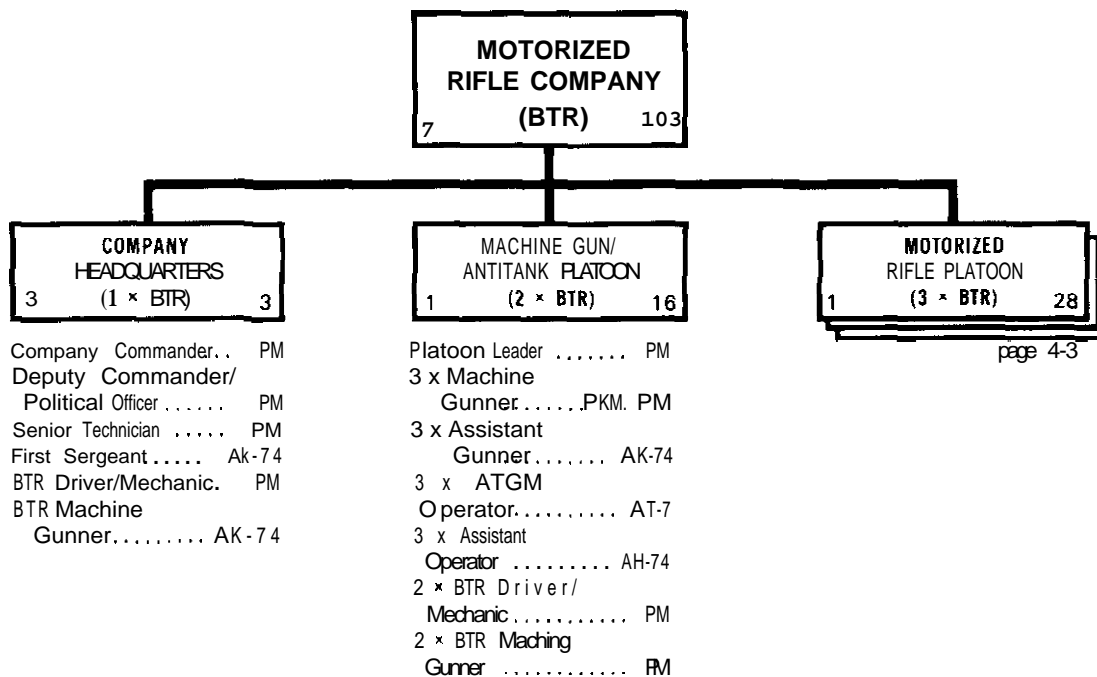 MOTORIZED
RIFLE COMPANY
(BTR)
7 103
COMPANY
HEADQUARTERS
(1 × BTR)
3 3
Company Commander.. PM
Deputy Commander/
Political Officer ...... PM
Senior Technician ..... PM
First Sergeant..... Ak-74
BTR Driver/Mechanic. PM
BTR Machine
Gunner......... AK-74
MACHINE GUN/
ANTITANK PLATOON
(2 × BTR)
1 16
Platoon Leader ....... PM
3 x Machine
Gunner......PKM. PM
3 x Assistant
Gunner........ AK-74
3 x ATGM
Operator.......... AT-7
3 x Assistant
Operator ......... AH-74
2 × BTR Driver/
Mechanic........... PM
2 × BTR Maching
Gunner ............ PM
MOTORIZED
RIFLE PLATOON
(3 × BTR)
1 28
page 4-3